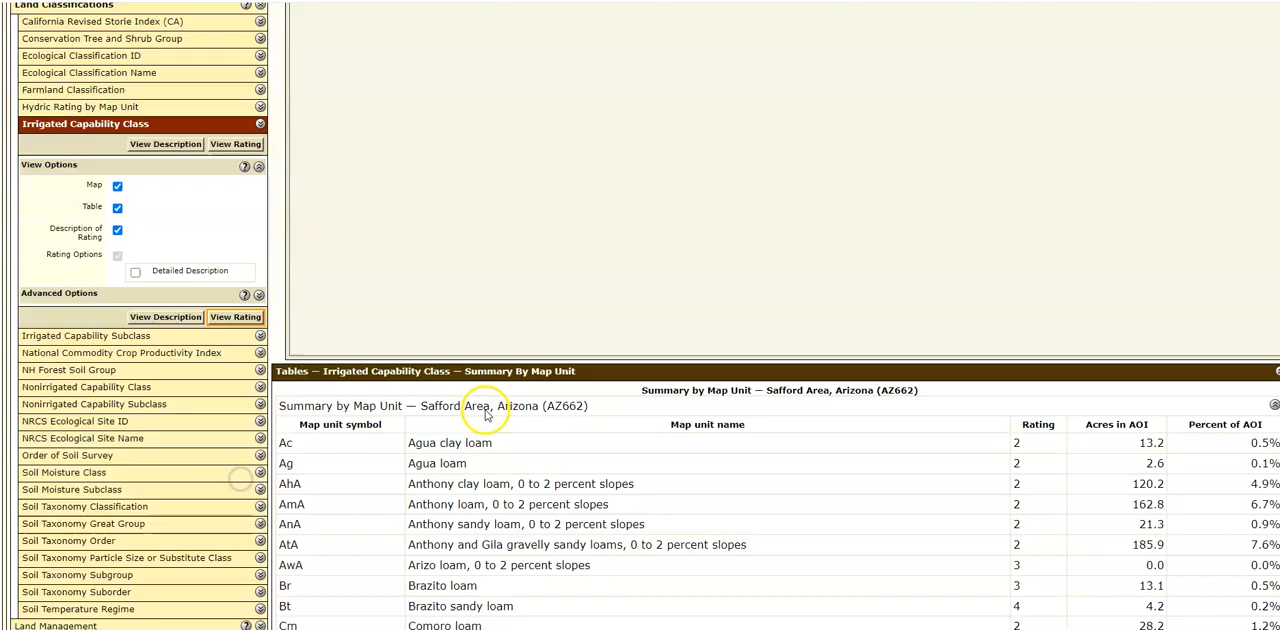 Land Classifications
California Revised Storie Index (CA)
Conservation Tree and Shrub Group
Ecological Classification ID
Ecological Classification Name
Farmland Classification
Hydric Rating by Map Unit
Irrigated Capability Class
View Description View Rating
View Options
Map
Table
Description of
Rating
Rating Options
Detailed Description
Advanced Options
View Description View Rating
Irrigated Capability Subclass
National Commodity Crop Productivity Index
NH Forest Soil Group
Nonirrigated Capability Class
Nonirrigated Capability Subclass
NRCS Ecological Site ID
NRCS Ecological Site Name
Order of Soil Survey
Soil Moisture Class
Soil Moisture Subclass
Soil Taxonomy Classification
Soil Taxonomy Great Group
Soil Taxonomy Order
Soil Taxonomy Particle Size or Substitute Class
Soil Taxonomy Subgroup
Soil Taxonomy Suborder
Soil Temperature Regime
Land Management
Tables — Irrigated Capability Class — Summary By Map Unit
Summary by Map Unit — Safford Area, Arizona (AZ662)
Summary by Map Unit — Safford Area, Arizona (AZ662)
Map unit symbol Map unit name Rating Acres in AOI Percent of AOI
Ac Agua clay loam 2 13.2 0.5%
Ag Agua loam 2 2.6 0.1%
AhA Anthony clay loam, 0 to 2 percent slopes 2 120.2 4.9%
AmA Anthony loam, 0 to 2 percent slopes 2 162.8 6.7%
AnA Anthony sandy loam, 0 to 2 percent slopes 2 21.3 0.9%
AtA Anthony and Gila gravelly sandy loams, 0 to 2 percent slopes 2 185.9 7.6%
AwA Arizo loam, 0 to 2 percent slopes 3 0.0 0.0%
Br Brazito loam 3 13.1 0.5%
Bt Brazito sandy loam 4 4.2 0.2%
Cm Comoro loam 2 28.2 1.2%